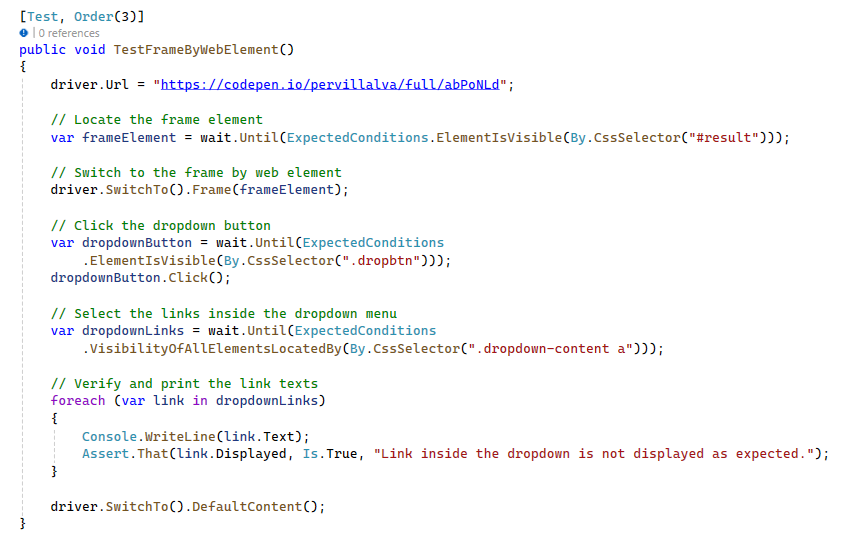 [Test, Order(3)]
| 0 references
public void TestFrameByWebElement()
{
driver.Url = "https://codepen.io/pervillalva/full/abPoNLd";
// Locate the frame element
var frameElement = wait.Until(ExpectedConditions.ElementIsVisible(By.CssSelector("#result")));
// Switch to the frame by web element
driver.SwitchTo().Frame(frameElement);
// Click the dropdown button
var dropdownButton = wait.Until(ExpectedConditions
.ElementIsVisible(By.CssSelector(".dropbtn")));
dropdownButton.Click();
// Select the links inside the dropdown menu
var dropdownLinks = wait.Until(ExpectedConditions
.VisibilityOfAllElementsLocatedBy(By.CssSelector(".dropdown-content a")));
// Verify and print the link texts
foreach (var link in dropdownLinks)
{
Console.WriteLine(link.Text);
Assert.That(link.Displayed, Is.True, "Link inside the dropdown is not displayed as expected.");
}
driver.SwitchTo().DefaultContent();
}